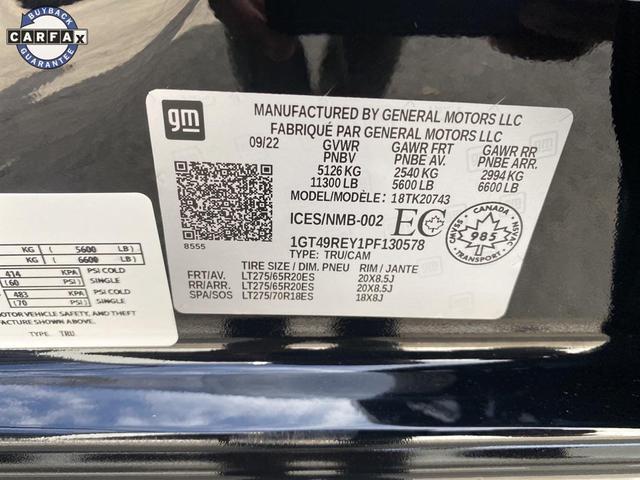 BUYBACK
CARFAX
GUARANTEE
gm
MANUFACTURED BY GENERAL MOTORS LLC
FABRIQUÉ PAR GENERAL MOTORS LLC
09/22 GVWR GAWR FRT GAWR RR
PNBV PNBE AV. PNBE ARR.
5126 KG 2540 KG 2994 KG
11300 LB 5600 LB 6600 LB
MODEL/MODÈLE: 18TK20743
ICES/NMB-002 EC
CANADA
CMVSS NSVAC
985
TRANSPORT
8555
1GT49REY1PF130578
TYPE: TRU/CAM
TIRE SIZE / DIM. PNEU RIM / JANTE
FRT/AV. LT275/65R20ES 20X8.5J
RR/ARR. LT275/65R20ES 20X8.5J
SPA/SOS LT275/70R18ES 18X8J
KG ( 5600 LB)
KG ( 6600 LB)
414 KPA PSI COLD
(60 PSI) SINGLE
483 KPA PSI COLD
(70 PSI) SINGLE
MOTOR VEHICLE SAFETY, AND THEFT
FACTURE SHOWN ABOVE.
TYPE: TRU